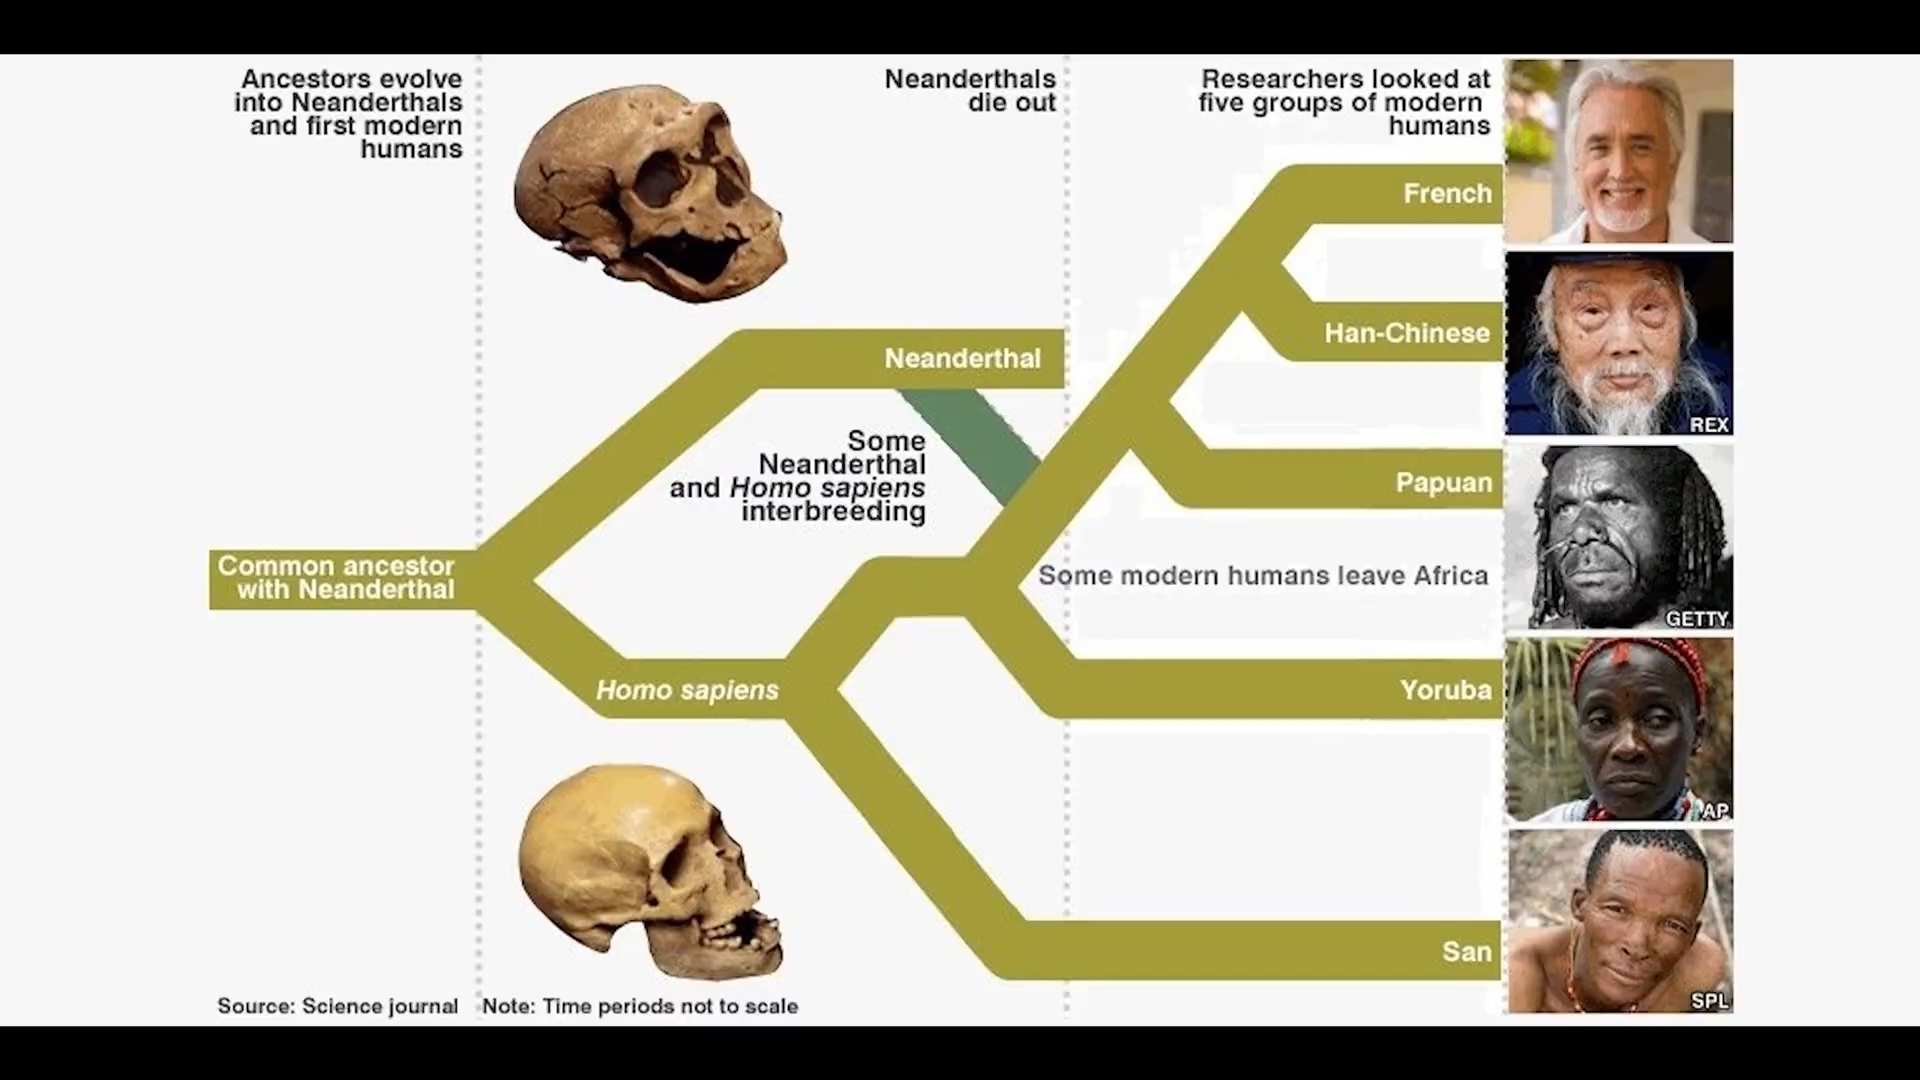 Ancestors evolve
into Neanderthals
and first modern
humans
Neanderthals
die out
Researchers looked at
five groups of modern
humans
French
Han-Chinese
REX
Neanderthal
Some
Neanderthal
and Homo sapiens
interbreeding
Papuan
Common ancestor
with Neanderthal
Some modern humans leave Africa
GETTY
Homo sapiens
Yoruba
AP
San
SPL
Source: Science journal
Note: Time periods not to scale